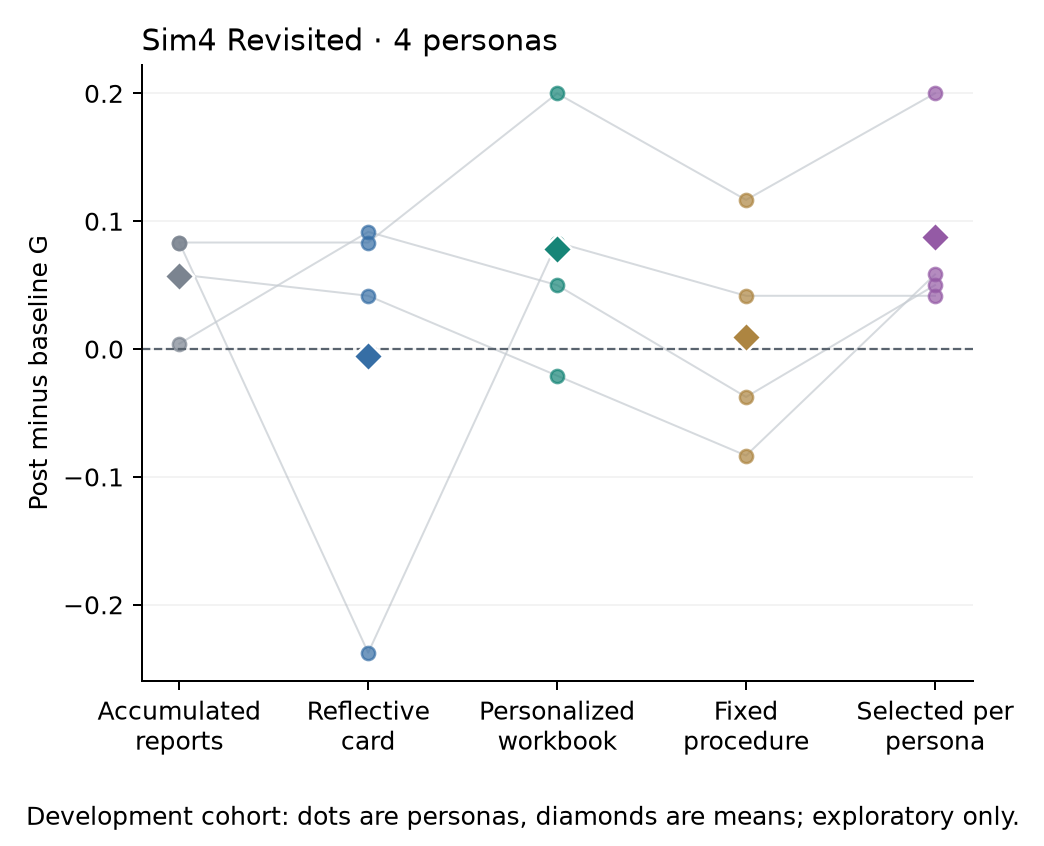 Sim4 Revisited · 4 personas
Post minus baseline G
0.2
0.1
0.0
−0.1
−0.2
Accumulated
reports
Reflective
card
Personalized
workbook
Fixed
procedure
Selected per
persona
Development cohort: dots are personas, diamonds are means; exploratory only.